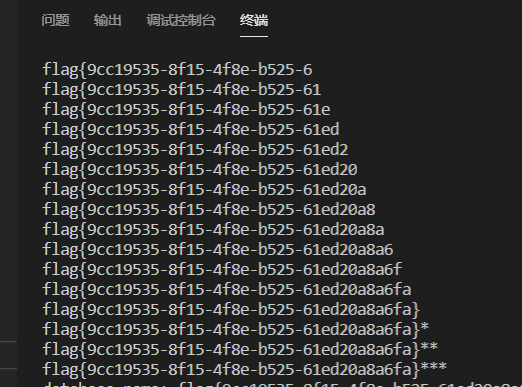 问题 输出 调试控制台 终端
flag{9cc19535-8f15-4f8e-b525-6
flag{9cc19535-8f15-4f8e-b525-61
flag{9cc19535-8f15-4f8e-b525-61e
flag{9cc19535-8f15-4f8e-b525-61ed
flag{9cc19535-8f15-4f8e-b525-61ed2
flag{9cc19535-8f15-4f8e-b525-61ed20
flag{9cc19535-8f15-4f8e-b525-61ed20a
flag{9cc19535-8f15-4f8e-b525-61ed20a8
flag{9cc19535-8f15-4f8e-b525-61ed20a8a
flag{9cc19535-8f15-4f8e-b525-61ed20a8a6
flag{9cc19535-8f15-4f8e-b525-61ed20a8a6f
flag{9cc19535-8f15-4f8e-b525-61ed20a8a6fa
flag{9cc19535-8f15-4f8e-b525-61ed20a8a6fa}
flag{9cc19535-8f15-4f8e-b525-61ed20a8a6fa}*
flag{9cc19535-8f15-4f8e-b525-61ed20a8a6fa}**
flag{9cc19535-8f15-4f8e-b525-61ed20a8a6fa}***